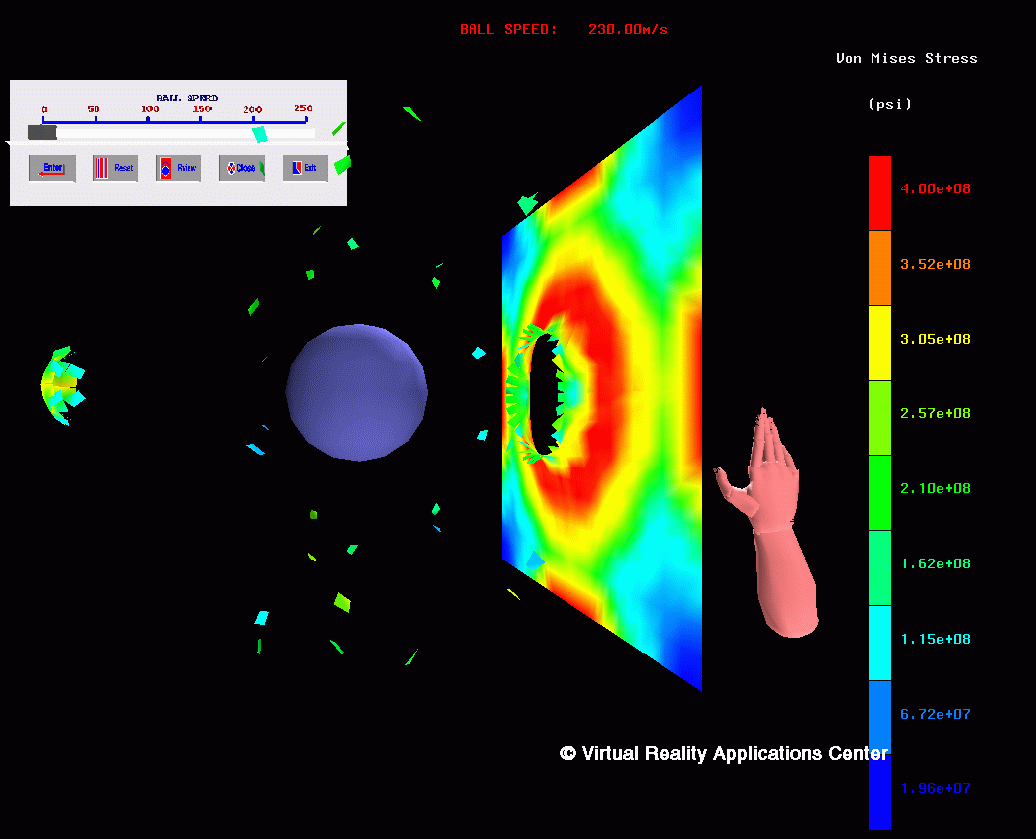 BALL SPEED: 230.00m/s
Von Mises Stress
(psi)
BALL SPEED
0 50 100 150 200 250
Enter Reset Rview Close Exit
4.00e+08
3.52e+08
3.05e+08
2.57e+08
2.10e+08
1.62e+08
1.15e+08
6.72e+07
1.96e+07
© Virtual Reality Applications Center